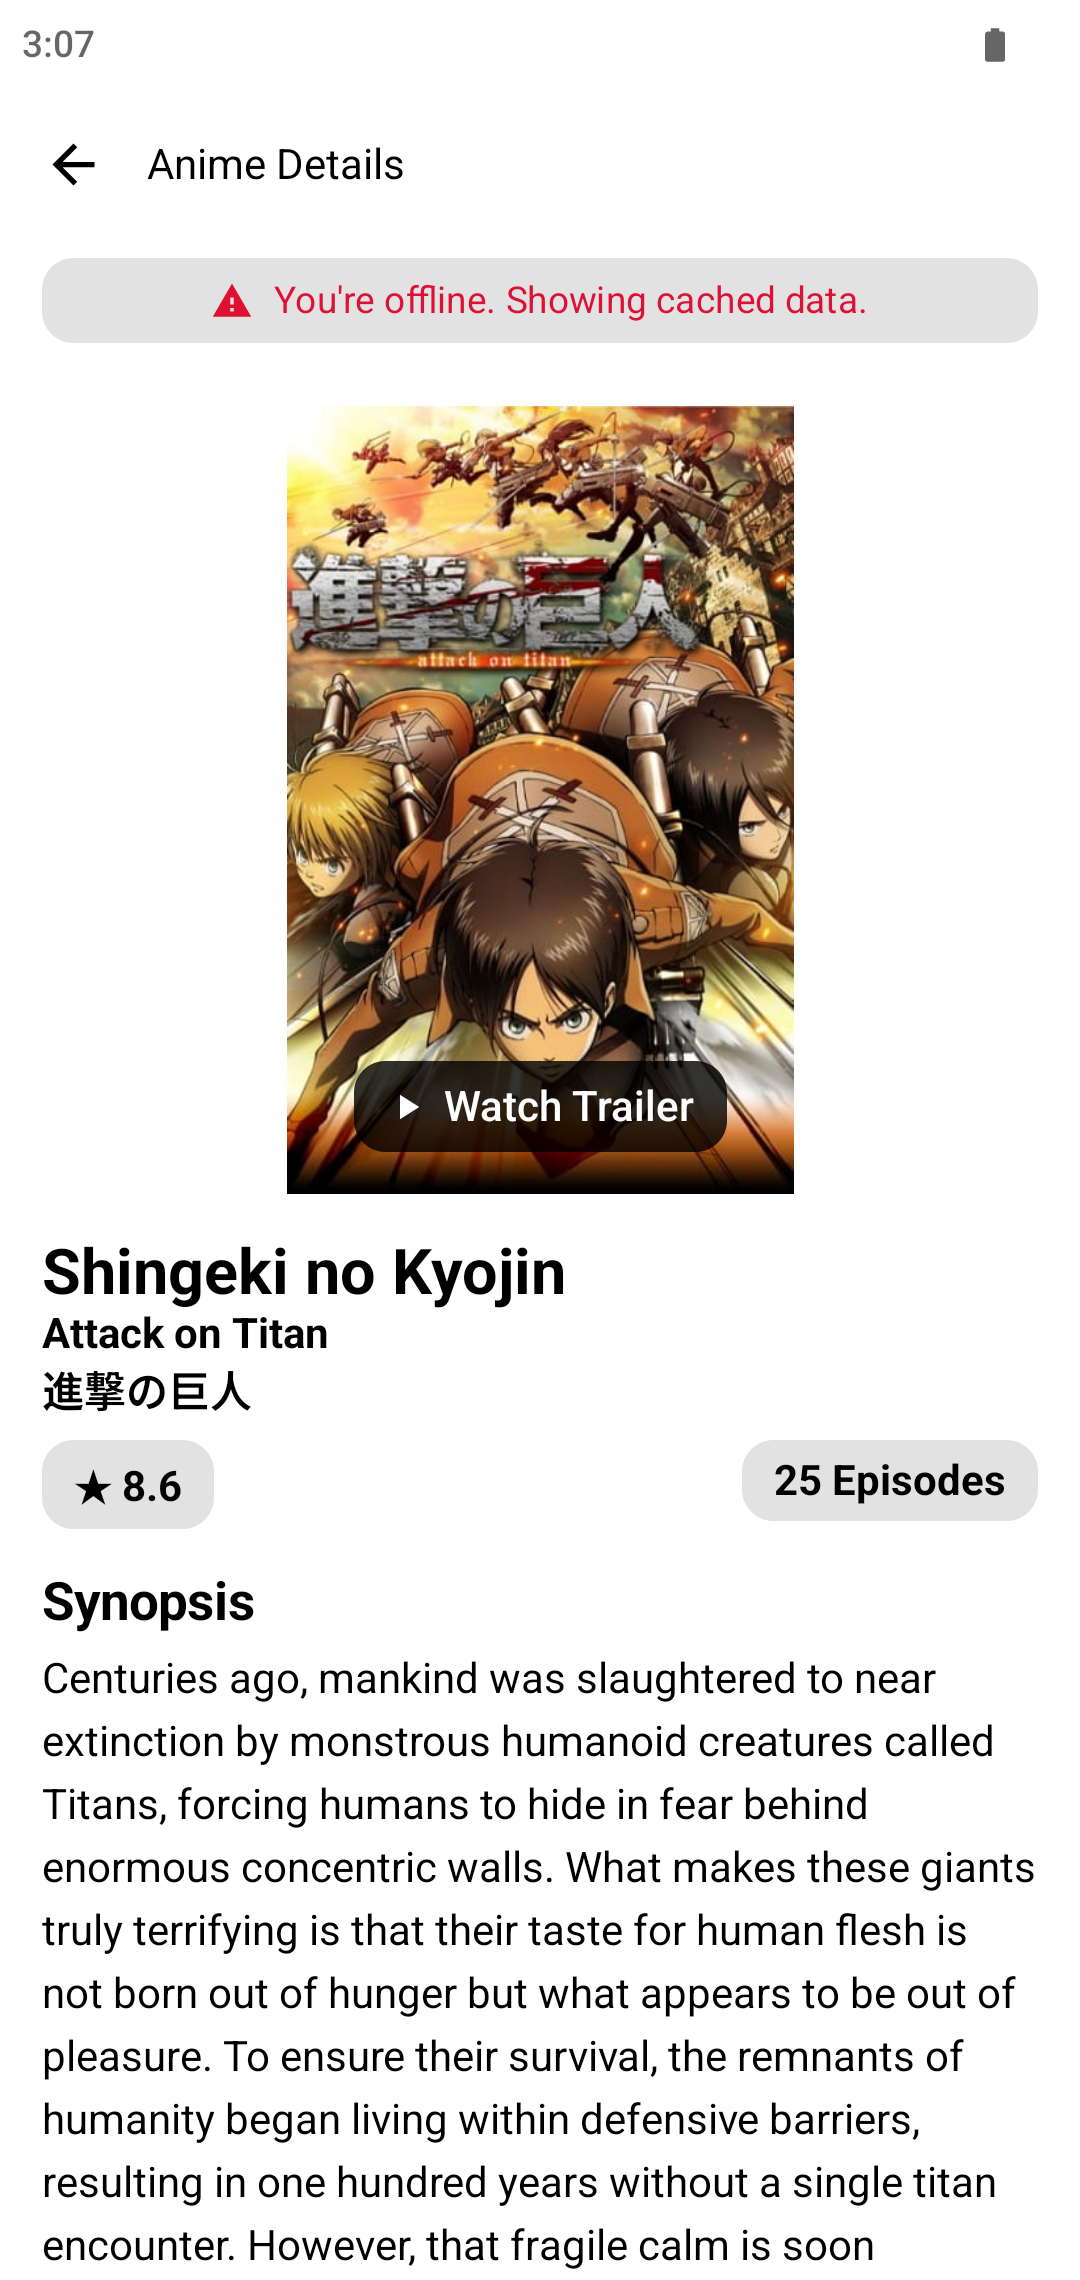 3:07
Anime Details
You're offline. Showing cached data.
進撃の巨人
attack on titan
Watch Trailer
Shingeki no Kyojin
Attack on Titan
進撃の巨人
★ 8.6
25 Episodes
Synopsis
Centuries ago, mankind was slaughtered to near
extinction by monstrous humanoid creatures called
Titans, forcing humans to hide in fear behind
enormous concentric walls. What makes these giants
truly terrifying is that their taste for human flesh is
not born out of hunger but what appears to be out of
pleasure. To ensure their survival, the remnants of
humanity began living within defensive barriers,
resulting in one hundred years without a single titan
encounter. However, that fragile calm is soon